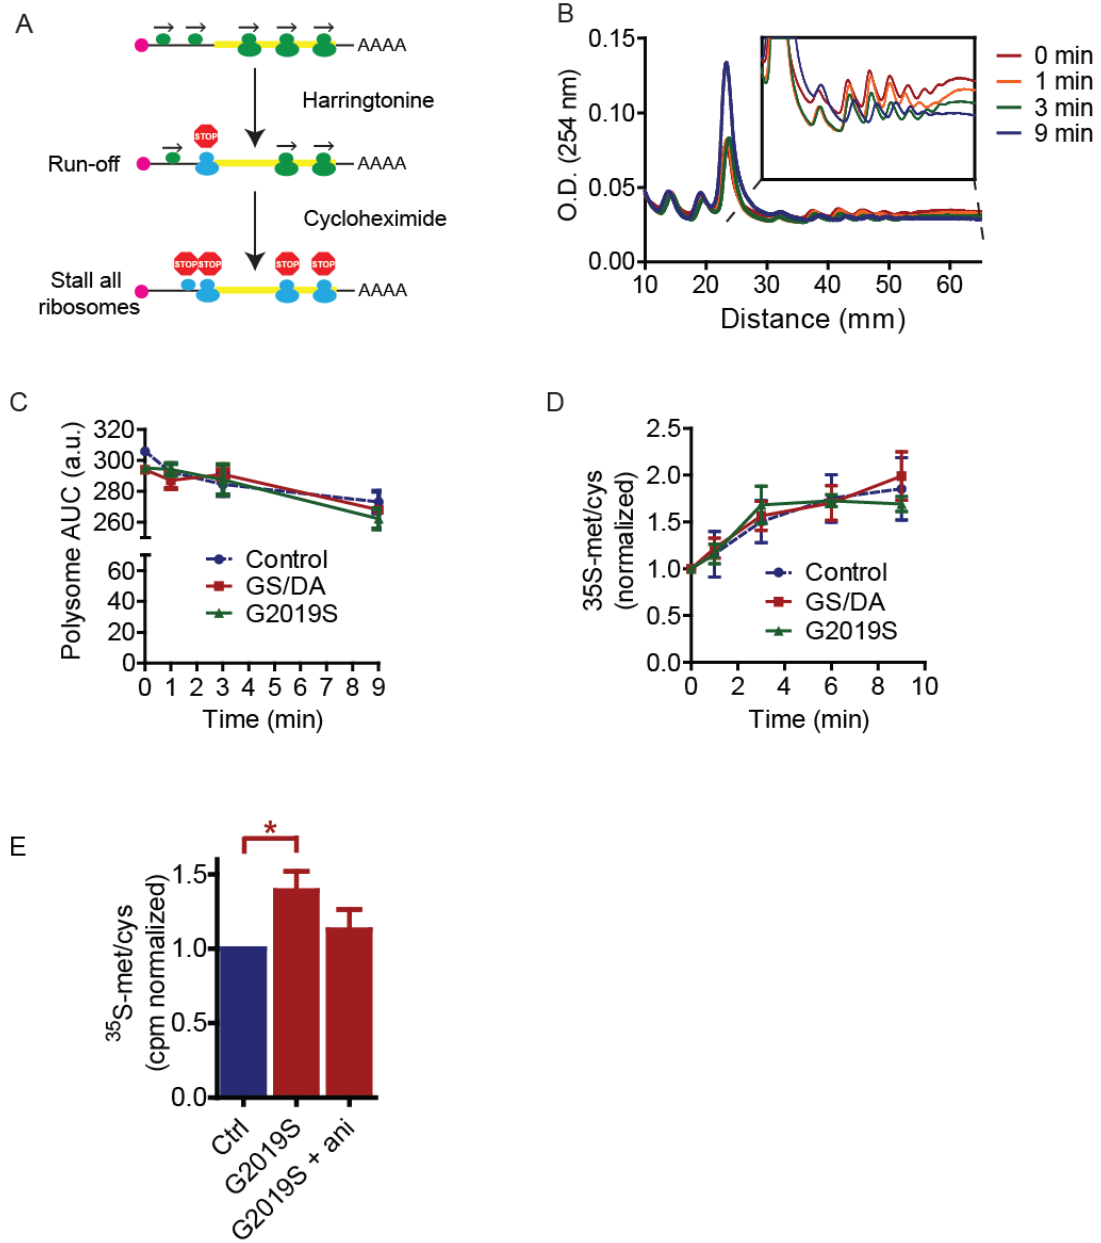 A
AAAA
Harringtonine
STOP
Run-off
AAAA
Cycloheximide
STOP STOP STOP STOP
Stall all
ribosomes
AAAA
B
O.D. (254 nm)
0.15
0.10
0.05
0.00
10 20 30 40 50 60
Distance (mm)
0 min
1 min
3 min
9 min
C
Polysome AUC (a.u.)
320
300
280
260
60
40
20
0
Control
GS/DA
G2019S
0 1 2 3 4 5 6 7 8 9
Time (min)
D
35S-met/cys
(normalized)
2.5
2.0
1.5
1.0
0.5
0.0
Control
GS/DA
G2019S
0 2 4 6 8 10
Time (min)
E
35S-met/cys
(cpm normalized)
*
1.5
1.0
0.5
0.0
Ctrl
G2019S
G2019S + ani